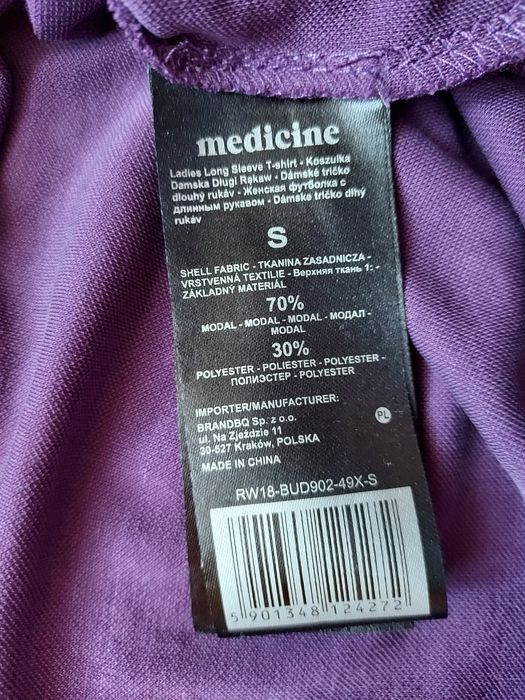 medicine
Ladies Long Sleeve T-shirt - Koszulka
Damska Długi Rękaw - Dámské tričko
dlouhý rukáv - Женская футболка с
длинным рукавом - Dámske tričko dlhý
rukáv
S
SHELL FABRIC - TKANINA ZASADNICZA -
VRSTVENNÁ TEXTILIE - Верхняя ткань 1: -
ZÁKLADNÝ MATERIÁL
70%
MODAL - MODAL - MODAL - МОДАЛ -
MODAL
30%
POLYESTER - POLIESTER - POLYESTER -
ПОЛИЭСТЕР - POLYESTER
IMPORTER/MANUFACTURER:
BRANDBQ Sp. z o.o.
ul. Na Zjeździe 11
30-527 Kraków, POLSKA
PL
MADE IN CHINA
RW18-BUD902-49X-S
5 901348 124272